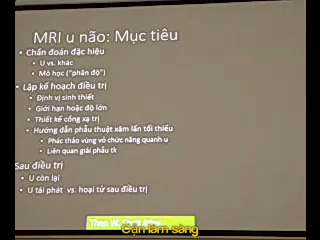 MRI u não: Mục tiêu
• Chẩn đoán đặc hiệu
• U vs. khác
• Mô học ("phân độ")
• Lập kế hoạch điều trị
• Định vị sinh thiết
• Giới hạn hoặc độ lớn
• Thiết kế cổng xạ trị
• Hướng dẫn phẫu thuật xâm lấn tối thiểu
• Phác thảo vùng vỏ chức năng quanh u
• Liên quan giải phẫu tk
Sau điều trị
• U còn lại
• U tái phát vs. hoại tử sau điều trị
Theo W.
Cận lâm sàng